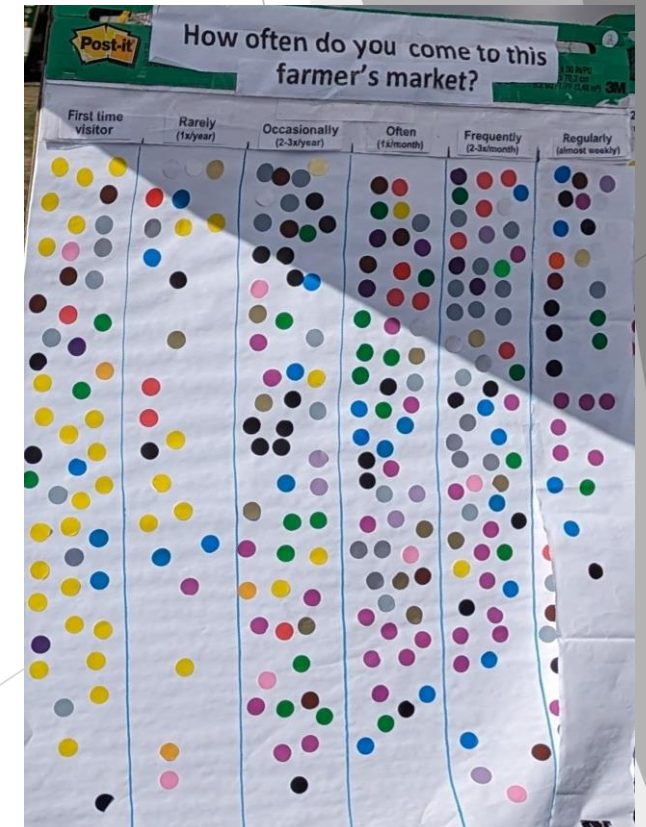 Post-it
How often do you come to this
farmer's market?
3M
First time
visitor
Rarely
(1x/year)
Occasionally
(2-3x/year)
Often
(1x/month)
Frequently
(2-3x/month)
Regularly
(almost weekly)